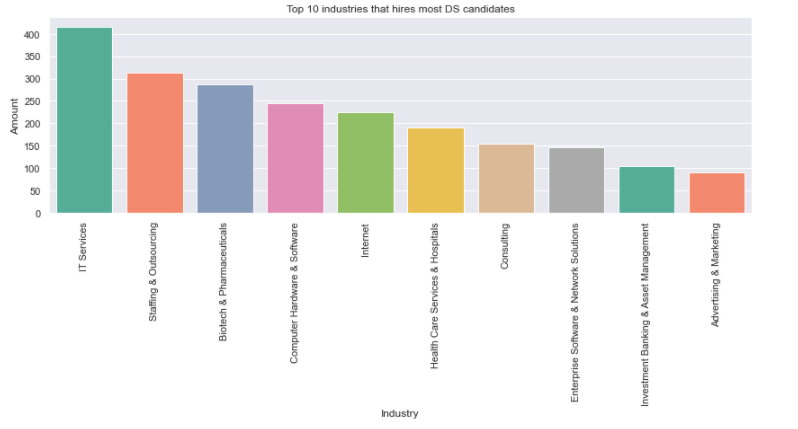 Top 10 industries that hires most DS candidates
Amount
400
350
300
250
200
150
100
50
0
IT Services
Staffing & Outsourcing
Biotech & Pharmaceuticals
Computer Hardware & Software
Internet
Health Care Services & Hospitals
Consulting
Enterprise Software & Network Solutions
Investment Banking & Asset Management
Advertising & Marketing
Industry